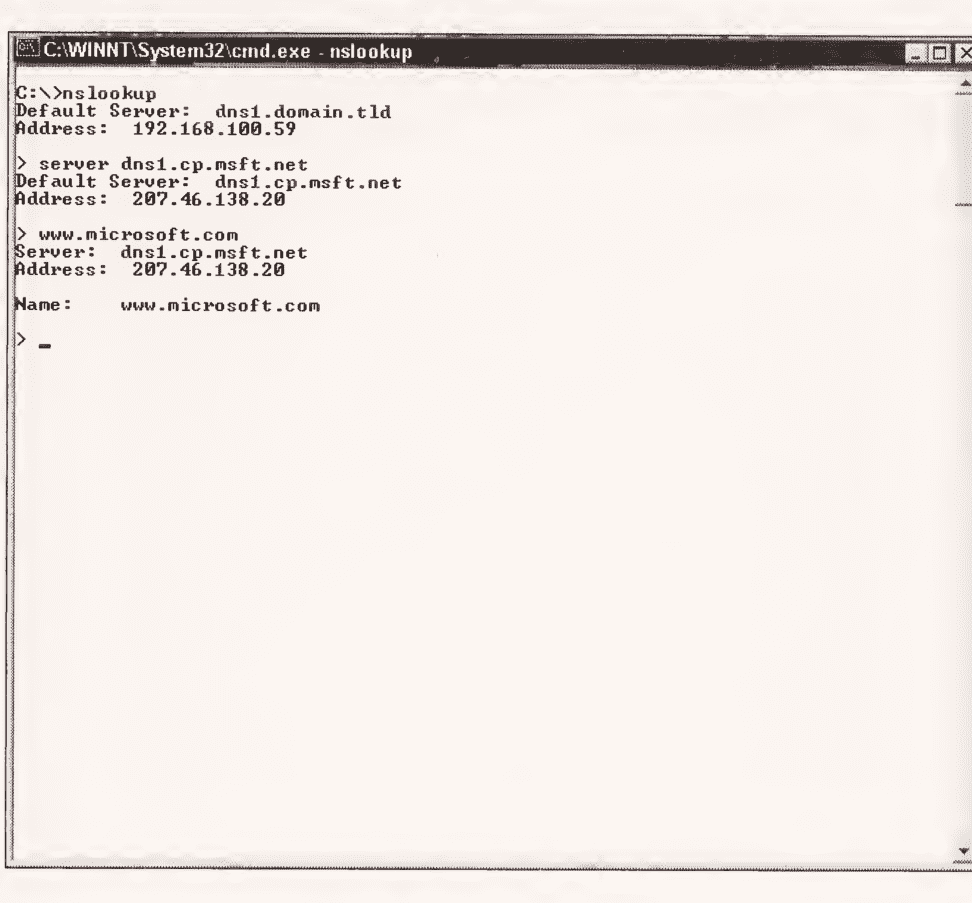 C:\WINNT\System32\cmd.exe - nslookup
C:\>nslookup
Default Server:  dns1.domain.tld
Address:  192.168.100.59
> server dns1.cp.msft.net
Default Server:  dns1.cp.msft.net
Address:  207.46.138.20
> www.microsoft.com
Server:  dns1.cp.msft.net
Address:  207.46.138.20
Name:    www.microsoft.com
> _